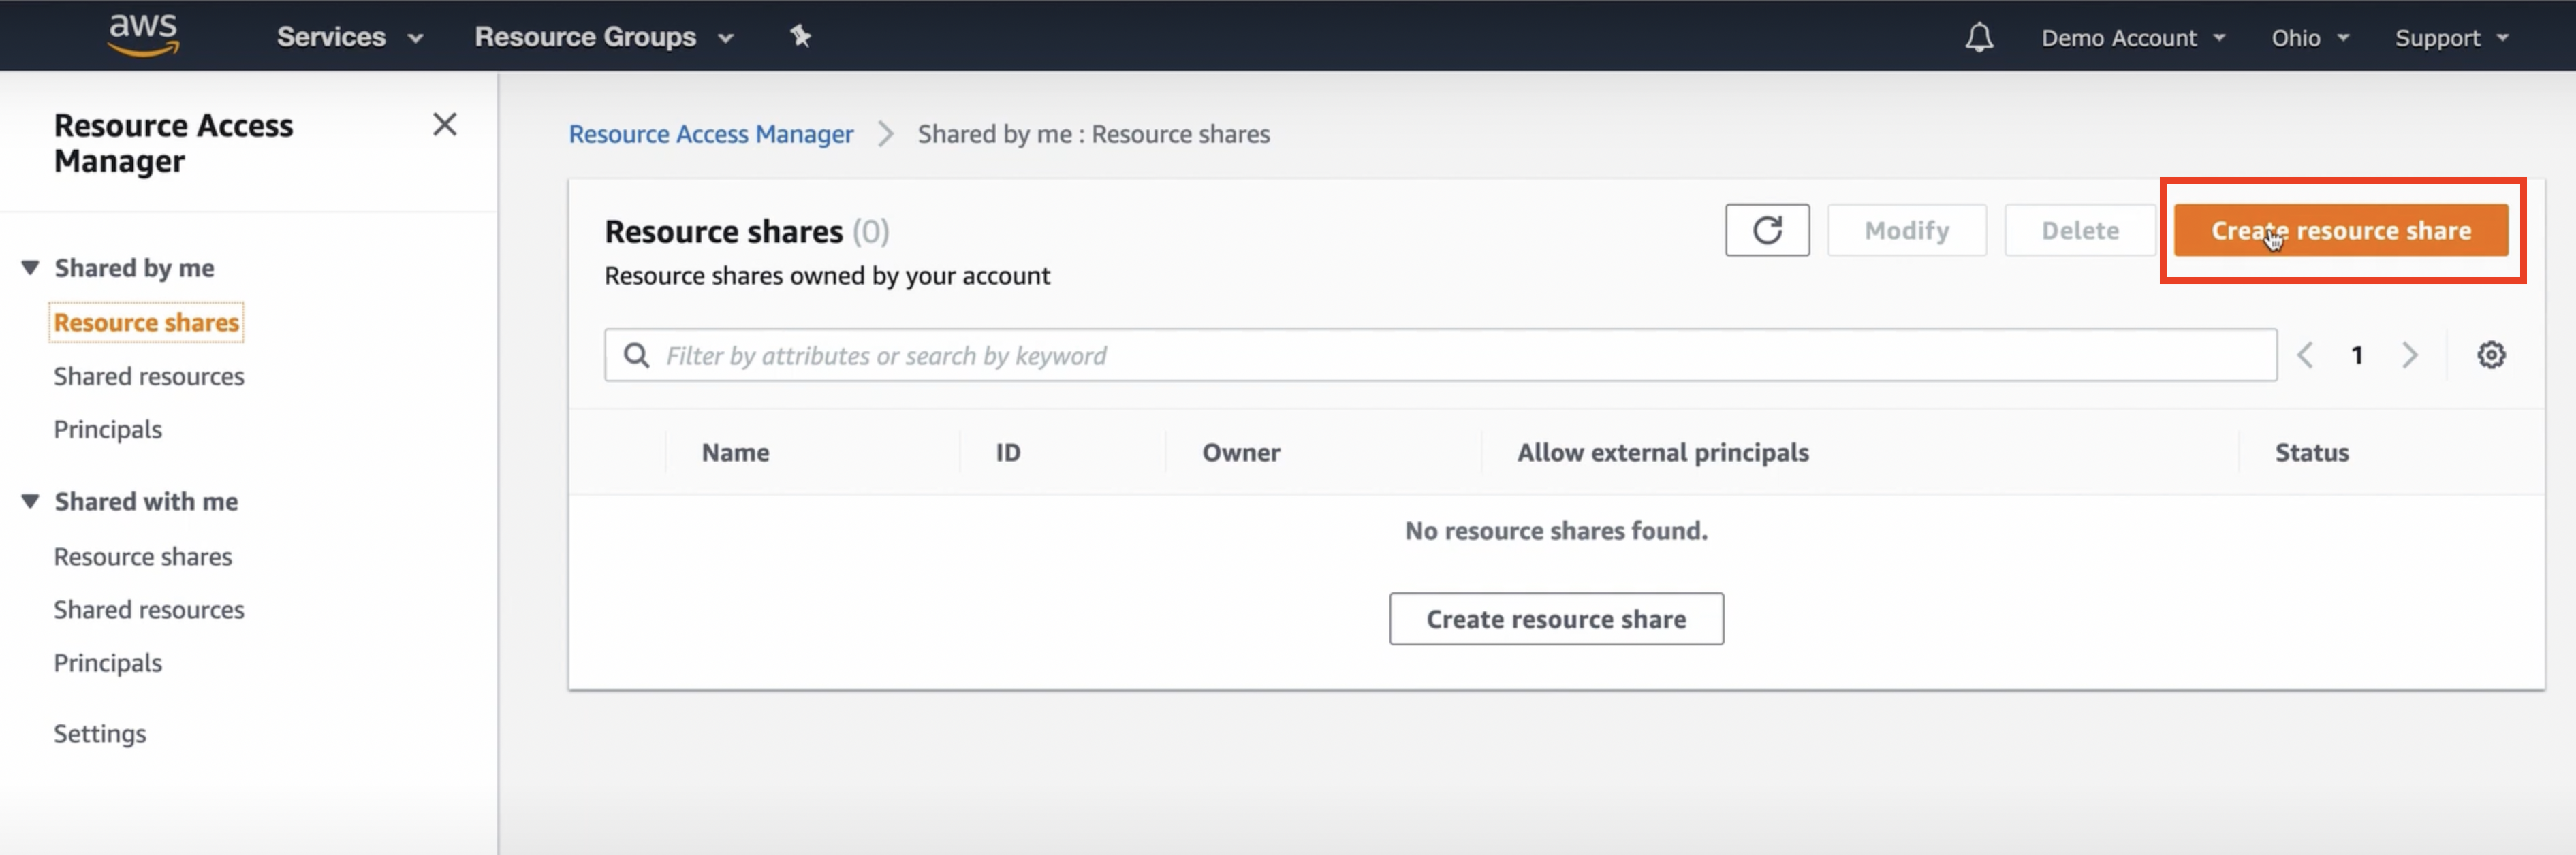 aws Services Resource Groups Demo Account Ohio Support
Resource Access
Manager
Shared by me
Resource shares
Shared resources
Principals
Shared with me
Resource shares
Shared resources
Principals
Settings
Resource Access Manager Shared by me : Resource shares
Resource shares (0)
Modify Delete Create resource share
Resource shares owned by your account
Filter by attributes or search by keyword
1
Name ID Owner Allow external principals Status
No resource shares found.
Create resource share